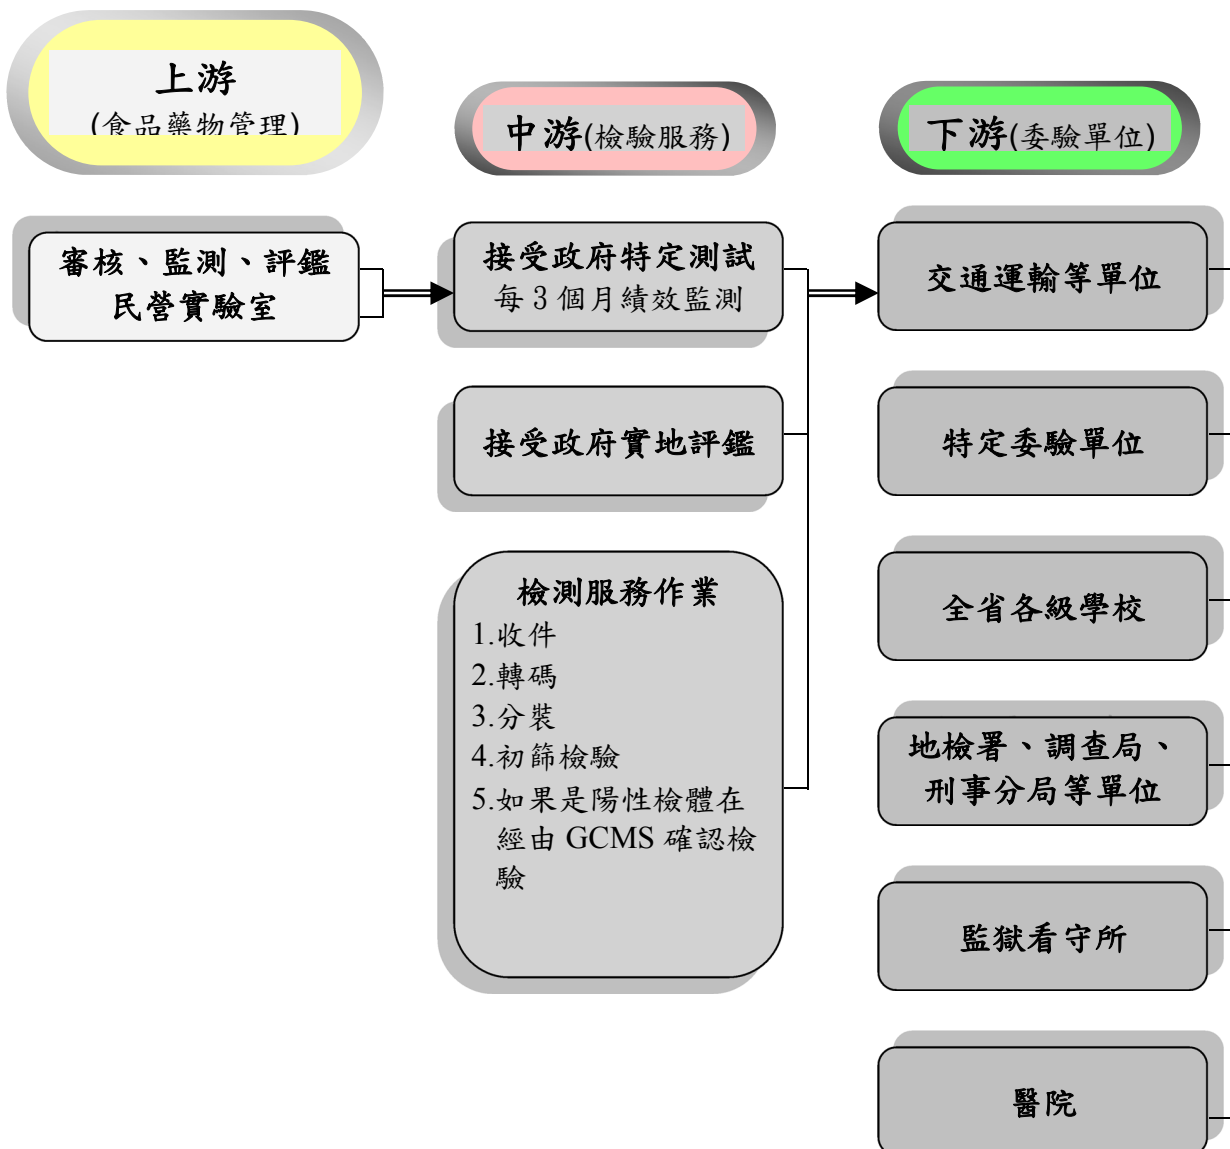 上游
(食品藥物管理)
審核、監測、評鑑
民營實驗室
中游(檢驗服務)
接受政府特定測試
每 3 個月績效監測
接受政府實地評鑑
檢測服務作業
1.收件
2.轉碼
3.分裝
4.初篩檢驗
5.如果是陽性檢體在
經由 GCMS 確認檢
驗
下游(委驗單位)
交通運輸等單位
特定委驗單位
全省各級學校
地檢署、調查局、
刑事分局等單位
監獄看守所
醫院